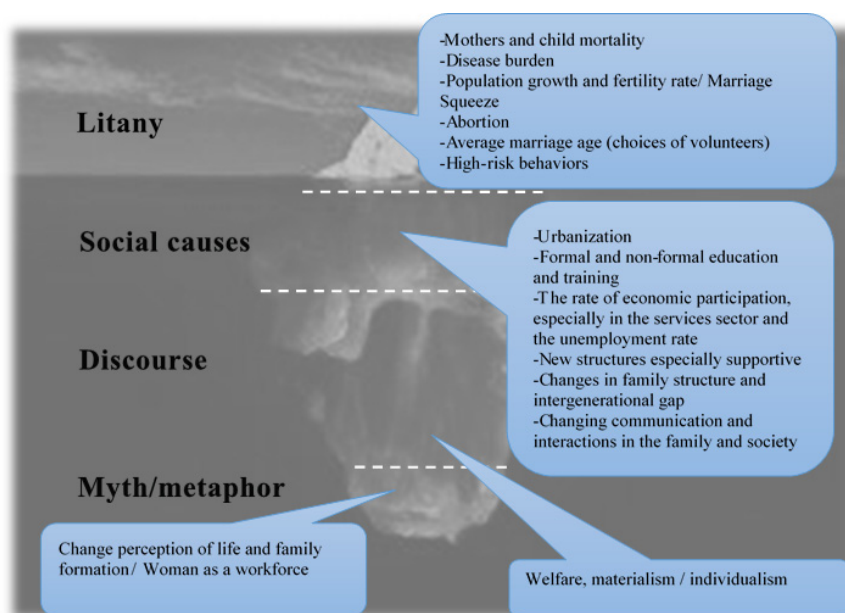 -Mothers and child mortality
-Disease burden
-Population growth and fertility rate/ Marriage
Squeeze
-Abortion
-Average marriage age (choices of volunteers)
-High-risk behaviors
Litany
Social causes
-Urbanization
-Formal and non-formal education
and training
-The rate of economic participation,
especially in the services sector and
the unemployment rate
-New structures especially supportive
-Changes in family structure and
intergenerational gap
-Changing communication and
interactions in the family and society
Discourse
Myth/metaphor
Change perception of life and family
formation/ Woman as a workforce
Welfare, materialism / individualism